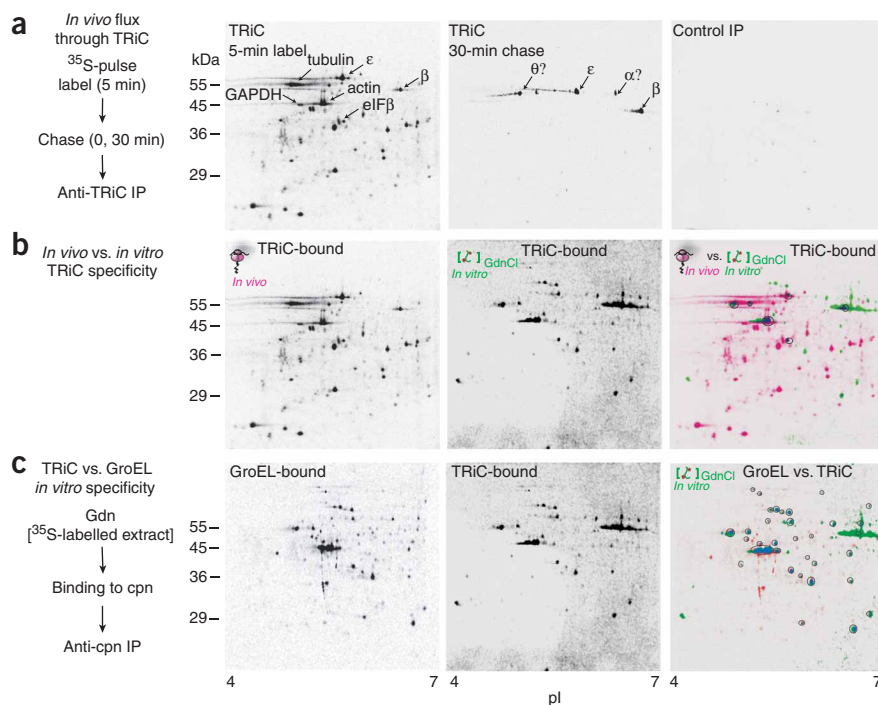 a
In vivo flux
through TRiC
35S-pulse
label (5 min)
Chase (0, 30 min)
Anti-TRiC IP
kDa
55
45
36
29
TRiC
5-min label
tubulin
ε
β
GAPDH
actin
eIFβ
TRiC
30-min chase
θ?
ε
α?
β
Control IP
b
In vivo vs. in vitro
TRiC specificity
55
45
36
29
TRiC-bound
In vivo
TRiC-bound
[ ]GdnCl
In vitro
TRiC-bound
vs. [ ]GdnCl
In vivo In vitro
c
TRiC vs. GroEL
in vitro specificity
Gdn
[35S-labelled extract]
Binding to cpn
Anti-cpn IP
55
45
36
29
GroEL-bound
TRiC-bound
GroEL vs. TRiC
[ ]GdnCl
In vitro
4 7 4 7 4 7
pI